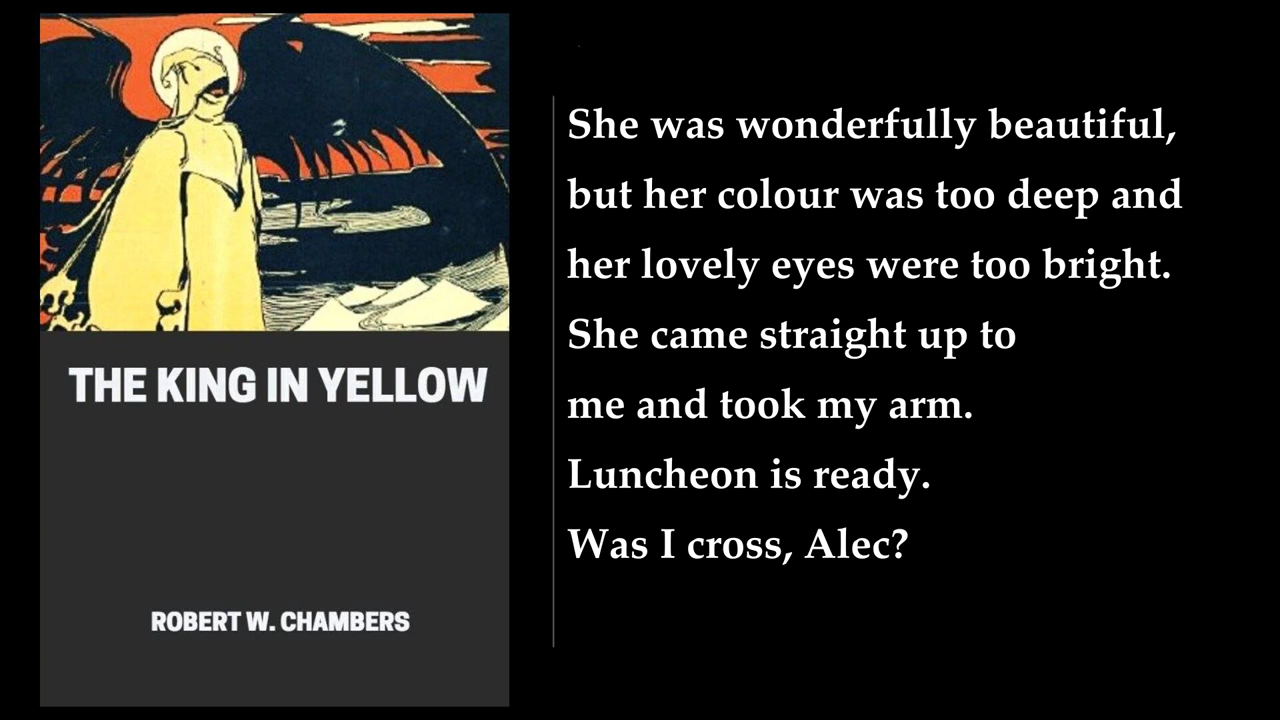 THE KING IN YELLOW
ROBERT W. CHAMBERS
She was wonderfully beautiful,
but her colour was too deep and
her lovely eyes were too bright.
She came straight up to
me and took my arm.
Luncheon is ready.
Was I cross, Alec?